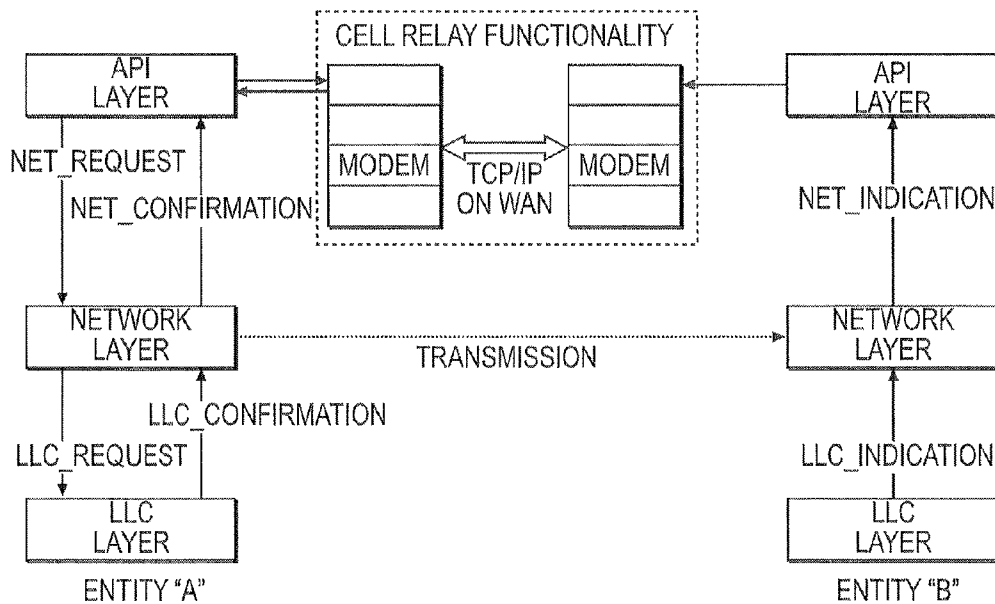 CELL RELAY FUNCTIONALITY
API
LAYER
API
LAYER
MODEM
MODEM
TCP/IP
ON WAN
NET_REQUEST
NET_CONFIRMATION
NET_INDICATION
NETWORK
LAYER
NETWORK
LAYER
TRANSMISSION
LLC_CONFIRMATION
LLC_REQUEST
LLC_INDICATION
LLC
LAYER
LLC
LAYER
ENTITY "A"
ENTITY "B"